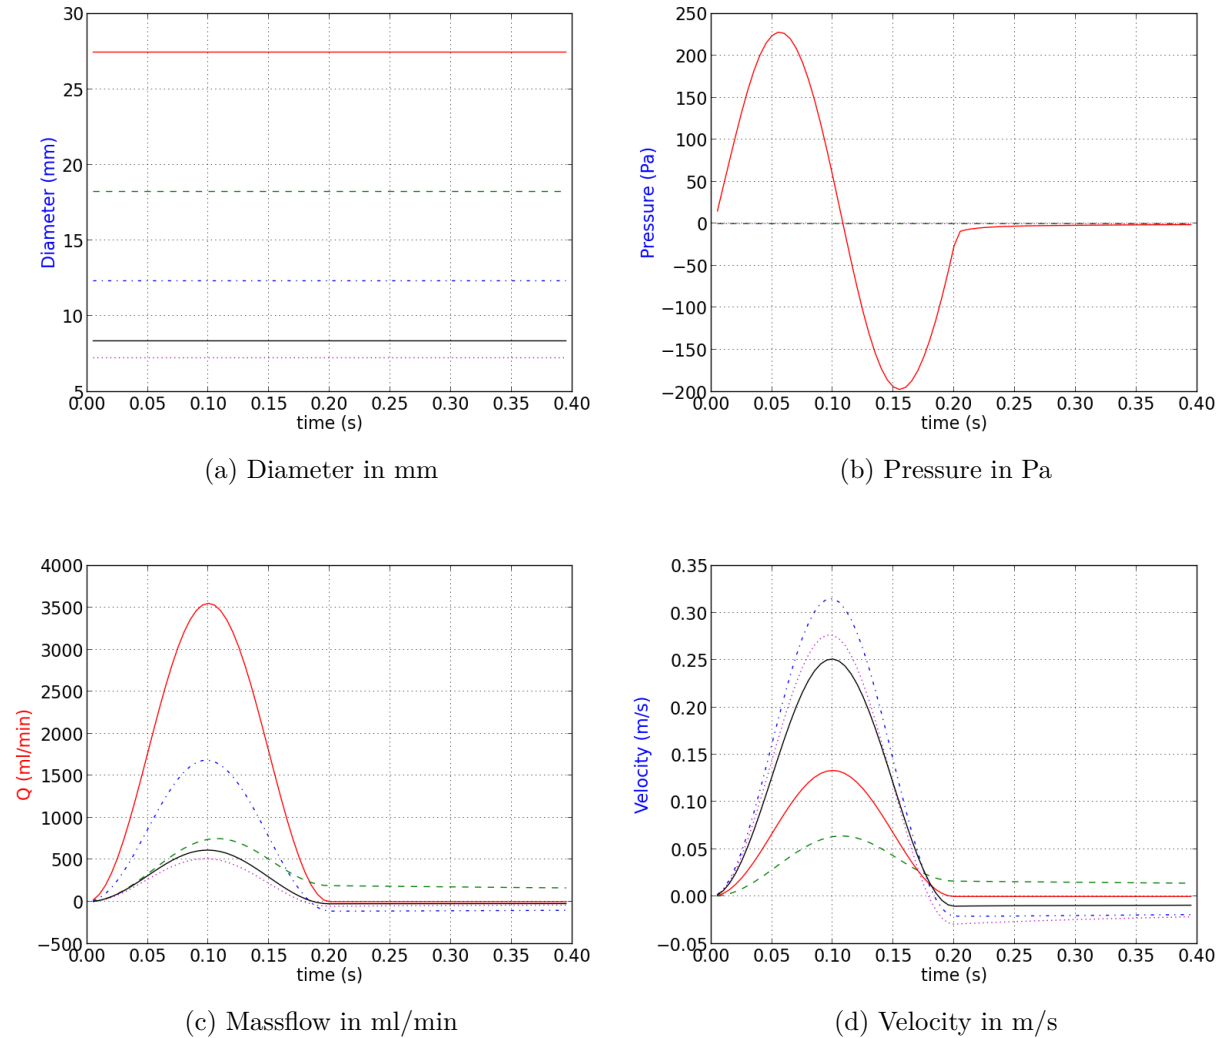 30
25
20
15
10
5
Diameter (mm)
0.00 0.05 0.10 0.15 0.20 0.25 0.30 0.35 0.40
time (s)
(a) Diameter in mm
250
200
150
100
50
0
−50
−100
−150
−200
Pressure (Pa)
0.00 0.05 0.10 0.15 0.20 0.25 0.30 0.35 0.40
time (s)
(b) Pressure in Pa
4000
3500
3000
2500
2000
1500
1000
500
0
−500
Q (ml/min)
0.00 0.05 0.10 0.15 0.20 0.25 0.30 0.35 0.40
time (s)
(c) Massflow in ml/min
0.35
0.30
0.25
0.20
0.15
0.10
0.05
0.00
−0.05
Velocity (m/s)
0.00 0.05 0.10 0.15 0.20 0.25 0.30 0.35 0.40
time (s)
(d) Velocity in m/s